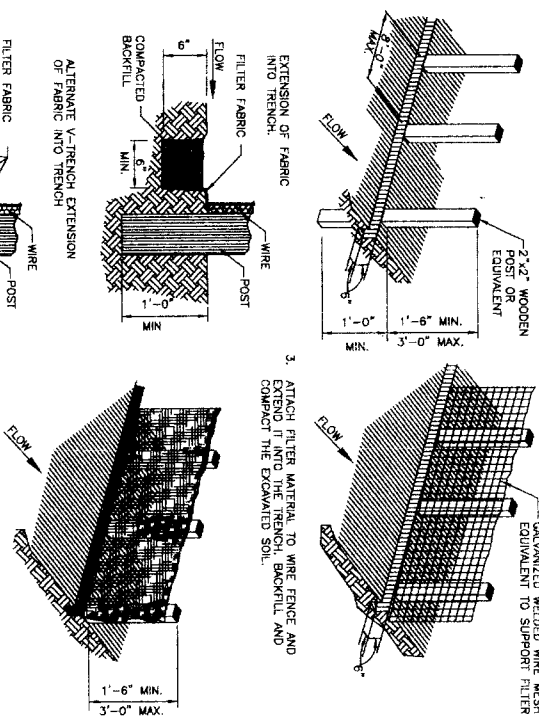 8'-0"
MAX.
FLOW
2"x2" WOODEN
POST OR
EQUIVALENT
6"
1'-6" MIN.
3'-0" MAX.
1'-0"
MIN.
GALVANIZED WELDED WIRE MESH
EQUIVALENT TO SUPPORT FILTER
FLOW
6"
EXTENSION OF FABRIC
INTO TRENCH.
FILTER FABRIC
FLOW
6"
COMPACTED
BACKFILL
6"
MIN.
WIRE
POST
1'-0"
MIN
3. ATTACH FILTER MATERIAL TO WIRE FENCE AND
EXTEND IT INTO THE TRENCH. BACKFILL AND
COMPACT THE EXCAVATED SOIL.
FLOW
1'-6" MIN.
3'-0" MAX.
ALTERNATE V-TRENCH EXTENSION
OF FABRIC INTO TRENCH
FILTER FABRIC
WIRE
POST